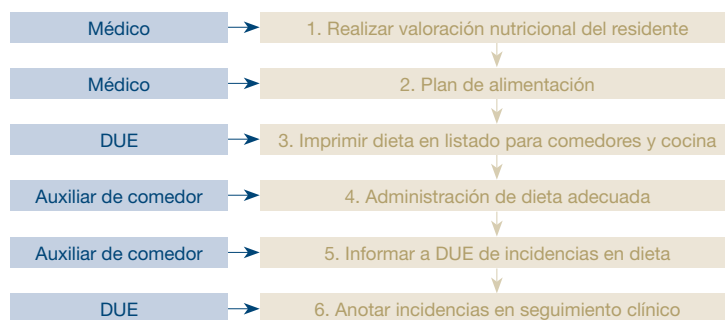 Médico
1. Realizar valoración nutricional del residente
Médico
2. Plan de alimentación
DUE
3. Imprimir dieta en listado para comedores y cocina
Auxiliar de comedor
4. Administración de dieta adecuada
Auxiliar de comedor
5. Informar a DUE de incidencias en dieta
DUE
6. Anotar incidencias en seguimiento clínico